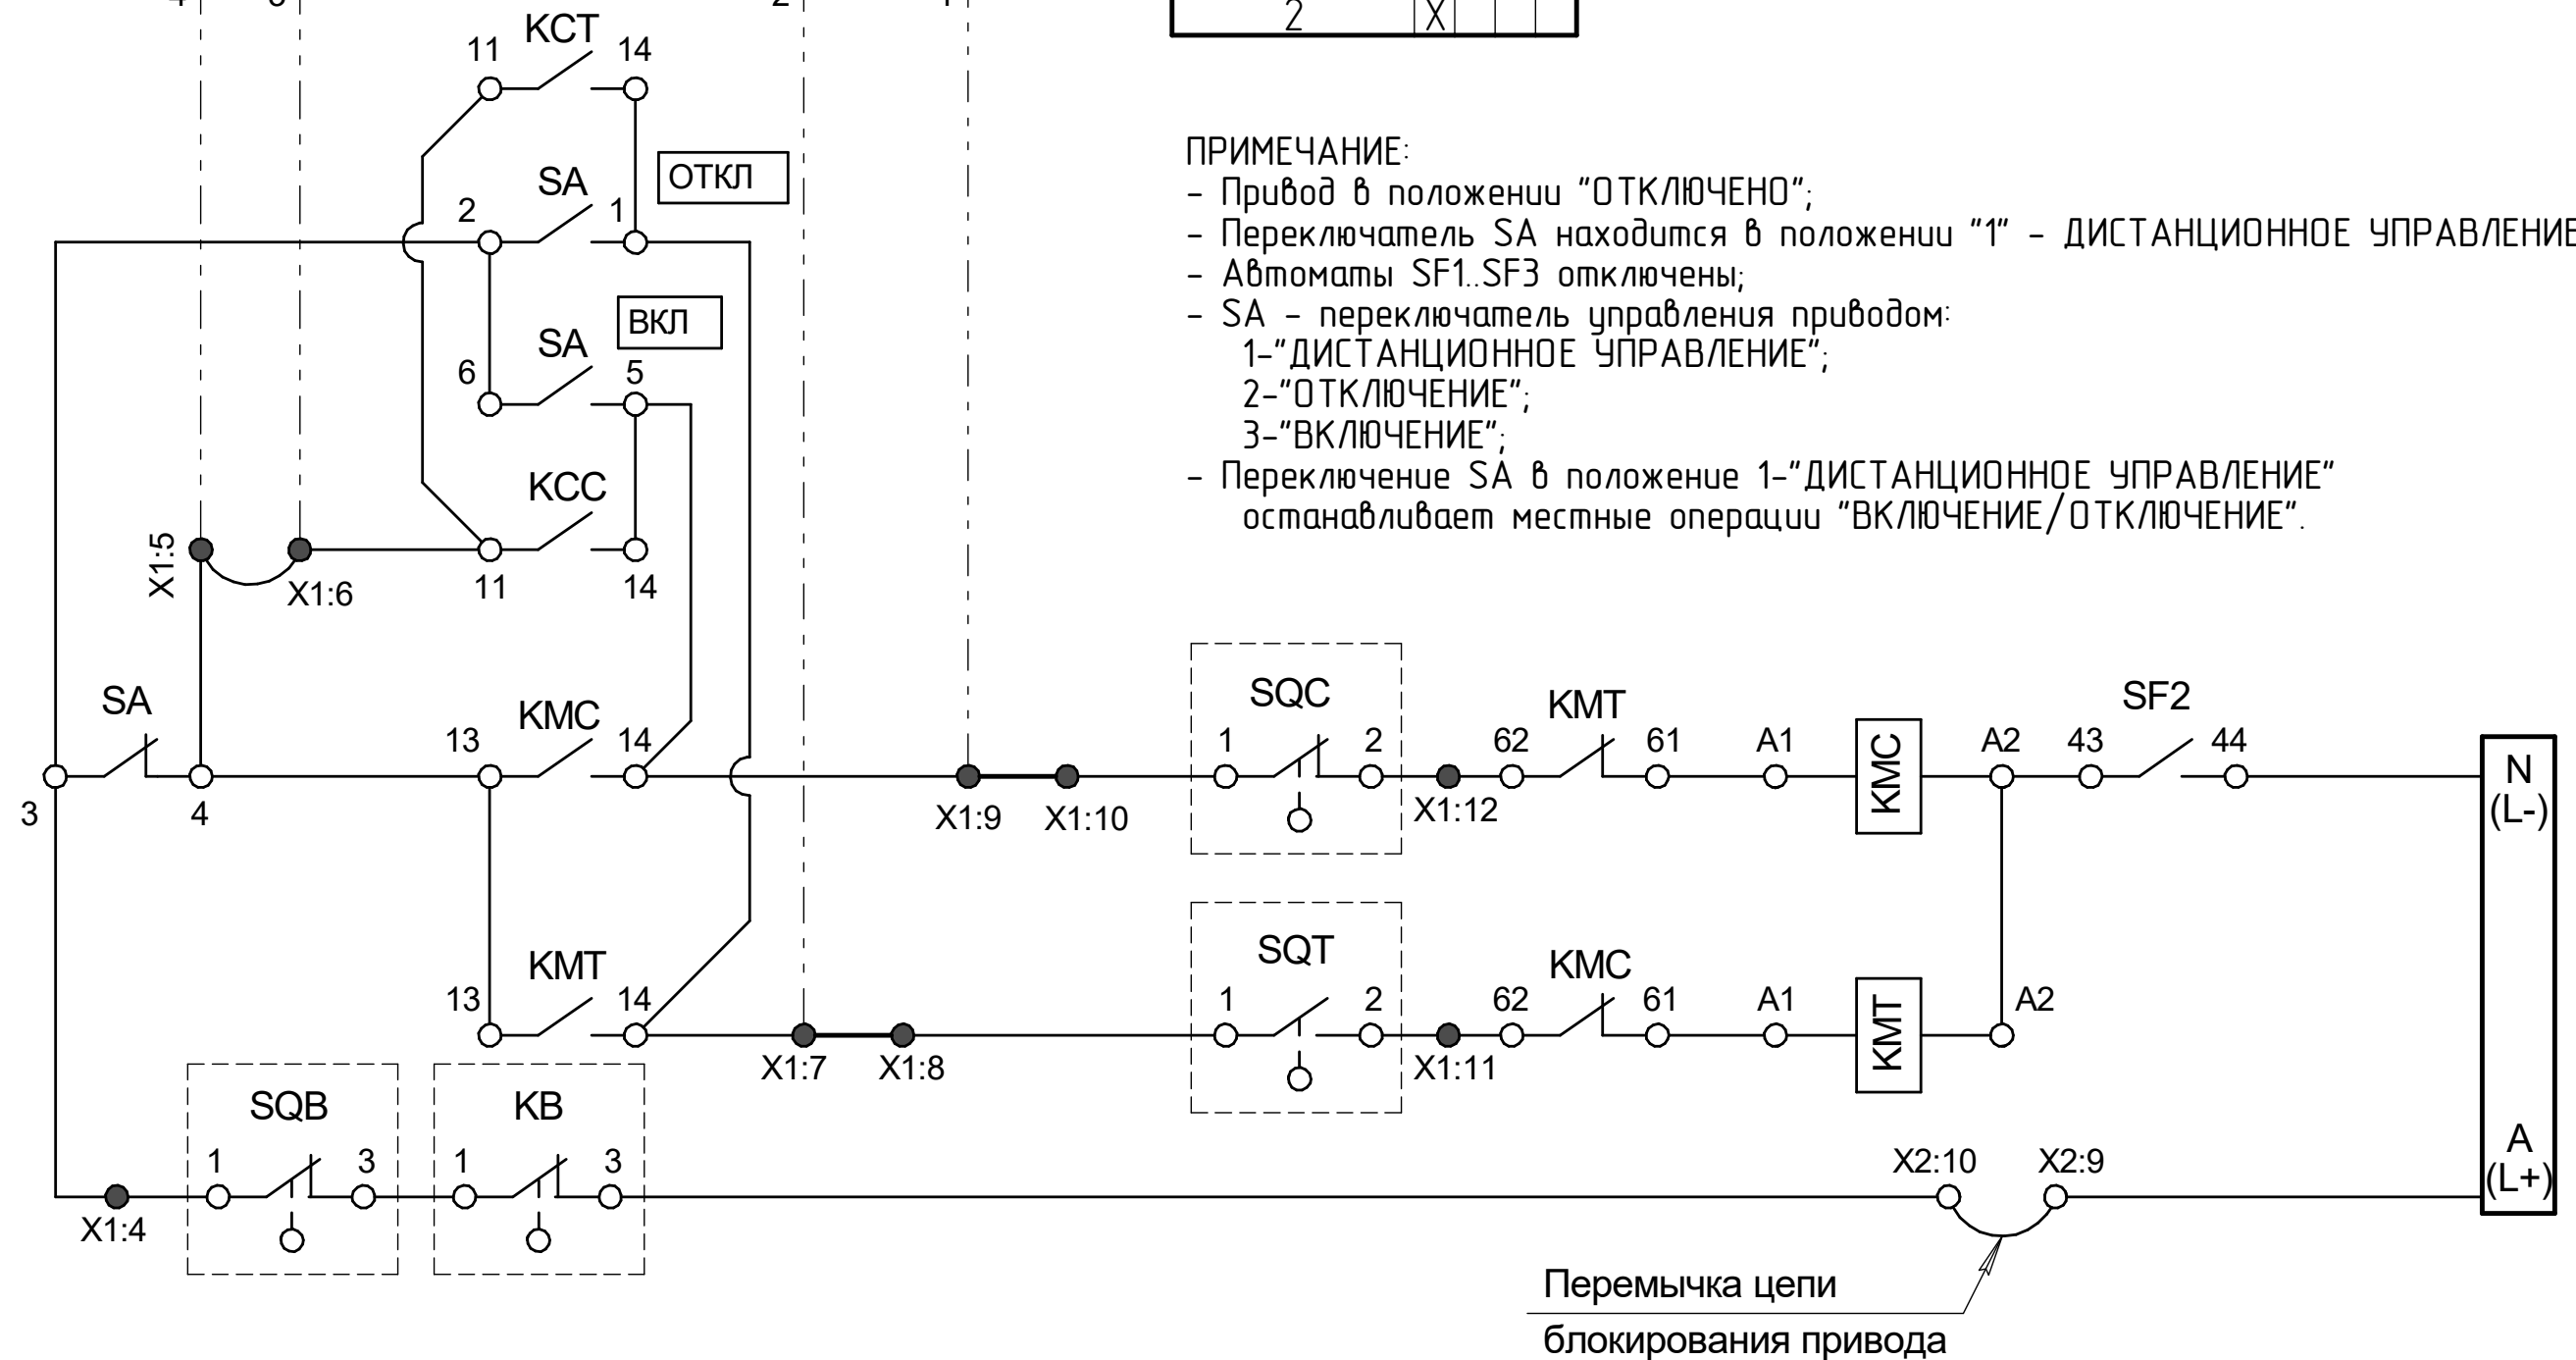 2 X
KCT
11 14
SA
ОТКЛ
2 1
SA
ВКЛ
6 5
KCC
11 14
X1:5
X1:6
ПРИМЕЧАНИЕ:
- Привод в положении "ОТКЛЮЧЕНО";
- Переключатель SA находится в положении "1" - ДИСТАНЦИОННОЕ УПРАВЛЕНИЕ
- Автоматы SF1..SF3 отключены;
- SA - переключатель управления приводом:
1-"ДИСТАНЦИОННОЕ УПРАВЛЕНИЕ";
2-"ОТКЛЮЧЕНИЕ";
3-"ВКЛЮЧЕНИЕ";
- Переключение SA в положение 1-"ДИСТАНЦИОННОЕ УПРАВЛЕНИЕ"
останавливает местные операции "ВКЛЮЧЕНИЕ/ОТКЛЮЧЕНИЕ".
SA KMC SQC KMT SF2
13 14 1 2 62 61 A1 KMC A2 43 44
3 4 X1:9 X1:10 X1:12
N
(L-)
KMT SQT KMC
13 14 1 2 62 61 A1 KMT A2
X1:7 X1:8 X1:11
SQB KB
1 3 1 3 X2:10 X2:9
A
(L+)
X1:4
Перемычка цепи
блокирования привода